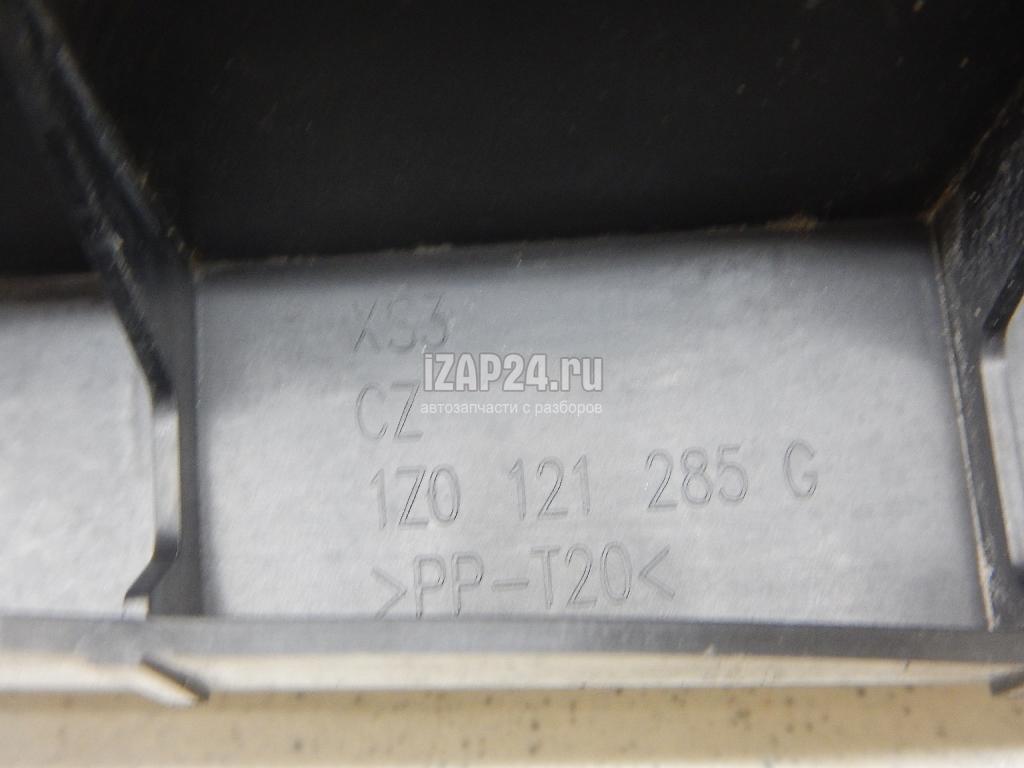 XS3
iZAP24.ru
CZ
автозапчасти с разборов
1Z0 121 285 G
>PP-T20<